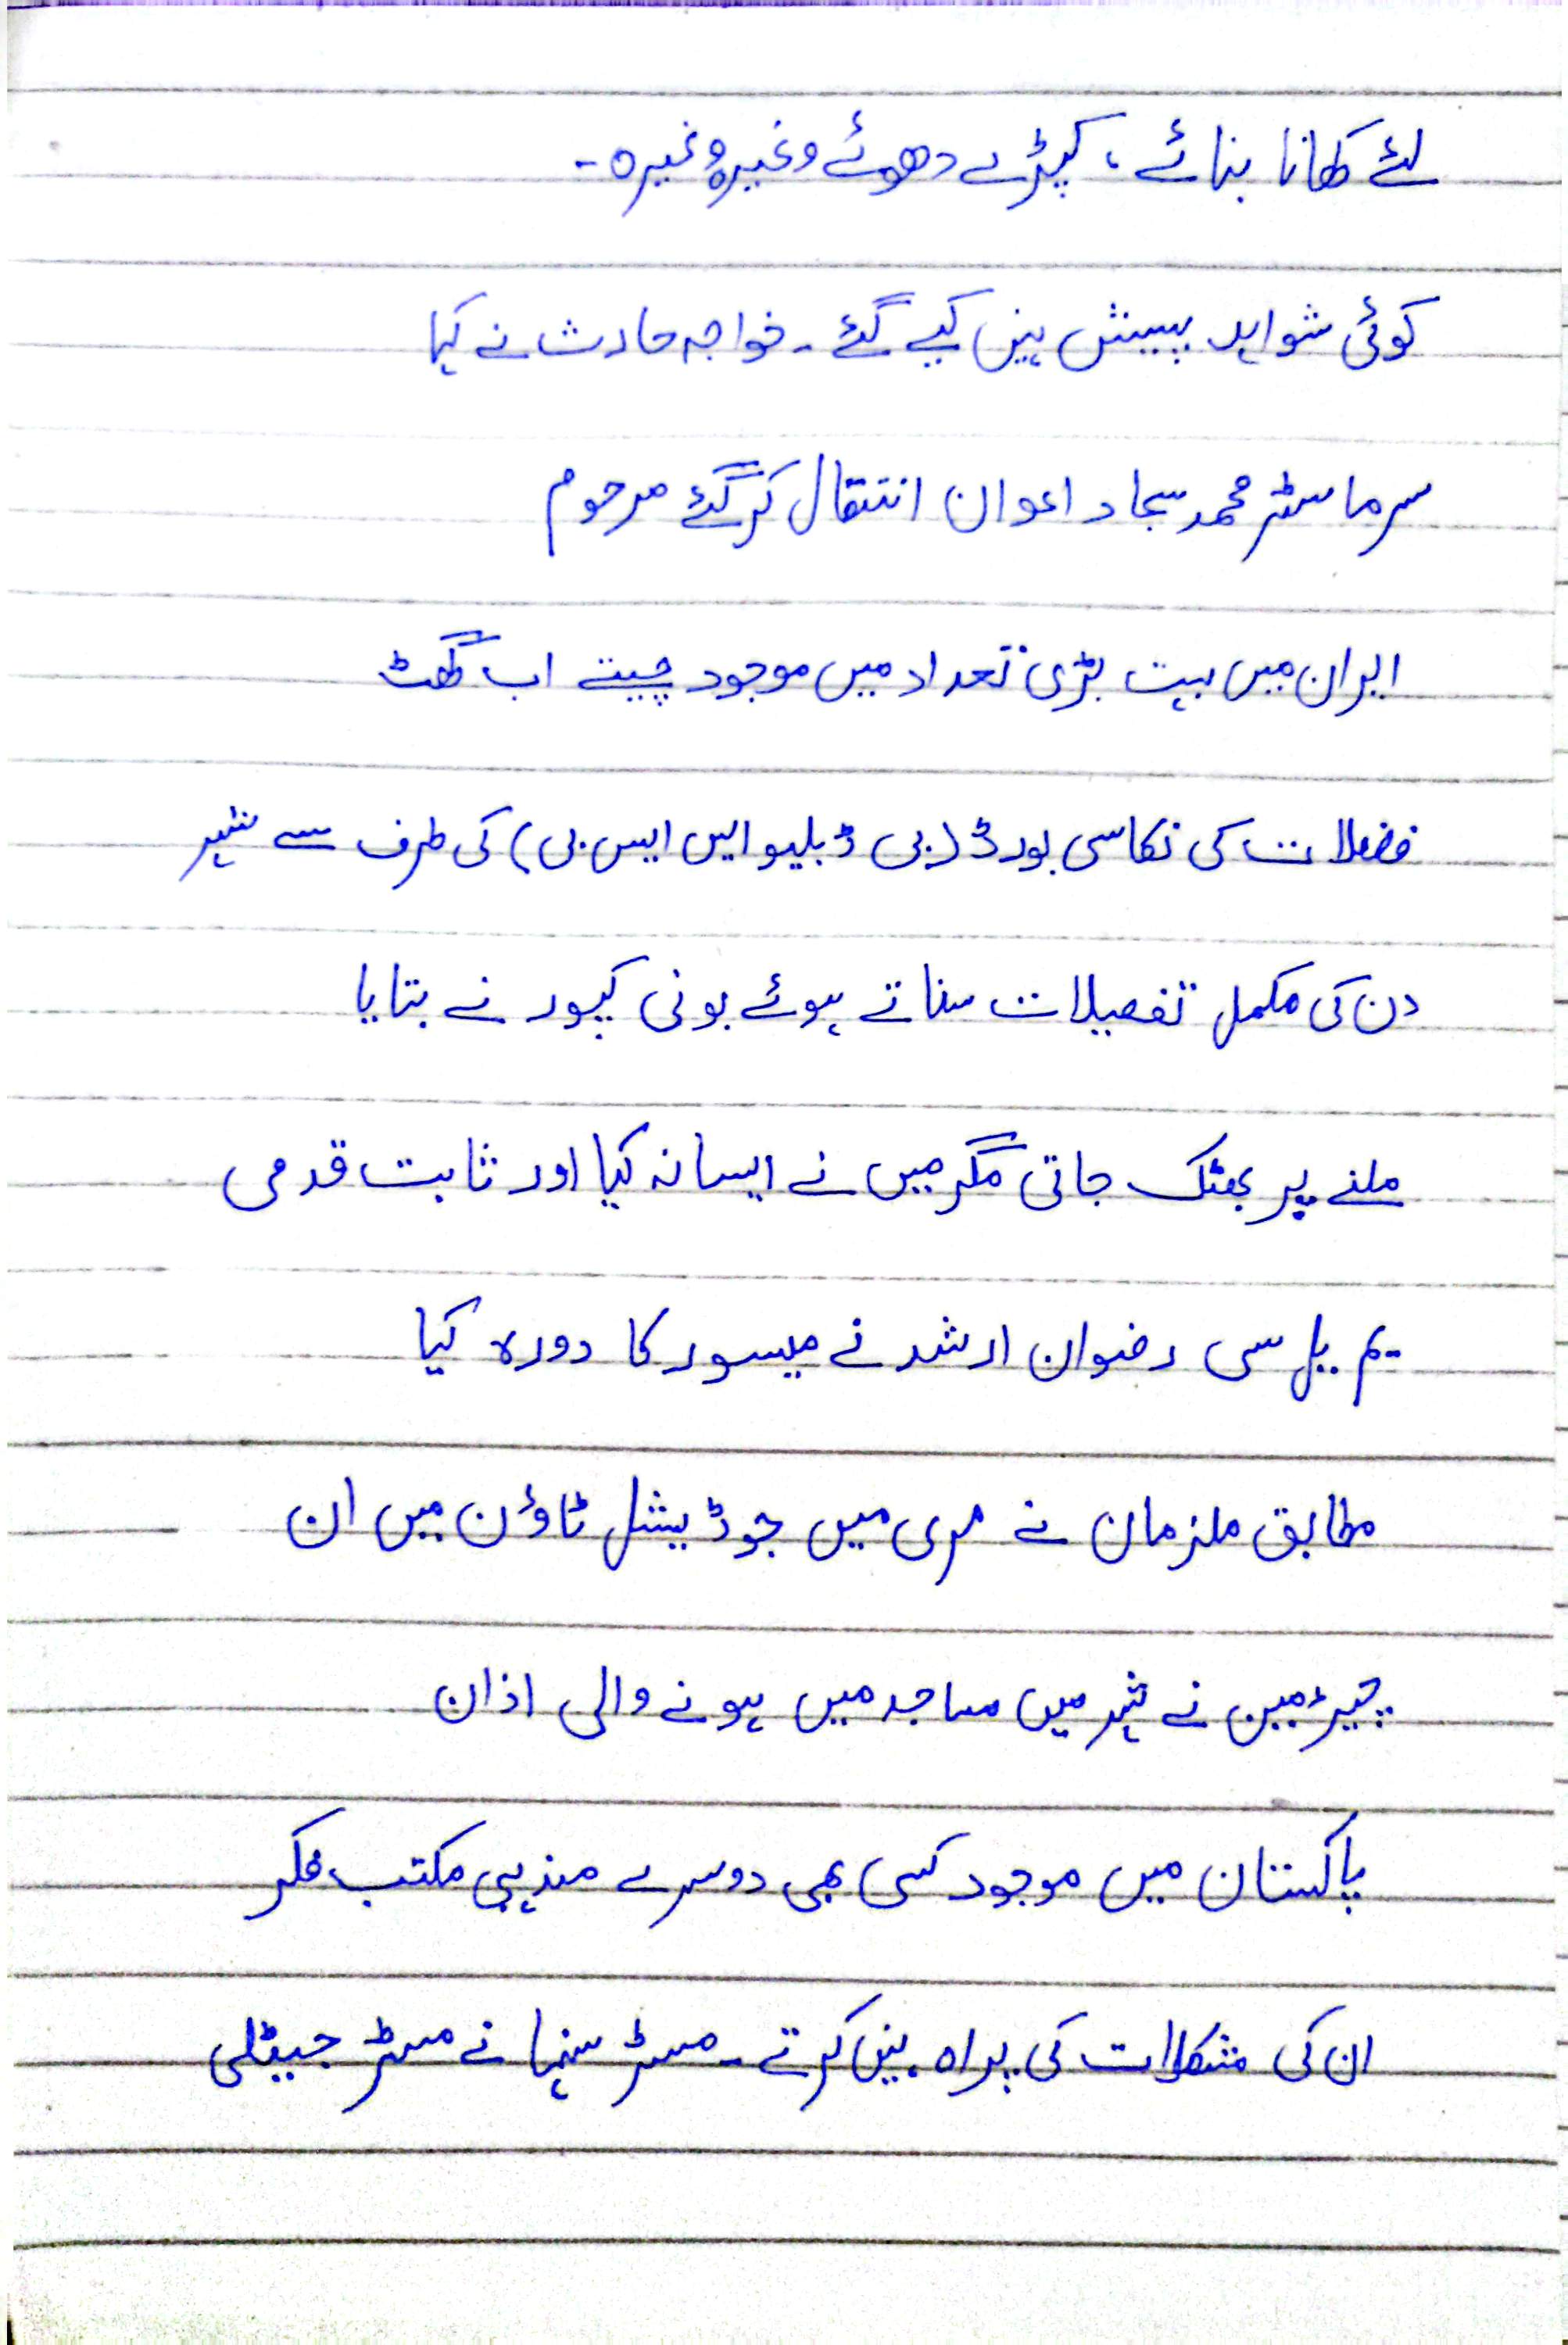 لئے کھانا بنائے، کپڑے دھوئے وغیرہ وغیرہ۔
کوئی شواہد پیش نہیں کیے گئے۔ خواجہ حارث نے کہا
سرماسٹر محمد سجاد اعوان انتقال کر گئے مرحوم
ایران میں بہت بڑی تعداد میں موجود چیتے اب گھٹ
فضلات کی نکاسی بورڈ (بی ڈبلیو ایس ایس بی) کی طرف سے شہر
دن کی مکمل تفصیلات سناتے ہوئے بونی کپور نے بتایا
ملنے پر بھٹک جاتی مگر میں نے ایسا نہ کیا اور ثابت قدمی
یم یل سی رضوان ارشد نے میسور کا دورہ کیا
مطابق ملزمان نے مری میں جوڈیشل ٹاؤن میں ان
چیرٔمین نے شہر میں مساجد میں ہونے والی اذان
پاکستان میں موجود کسی بھی دوسرے مذہبی مکتب فکر
ان کی مشکلات کی پراہ نہیں کرتے۔ مسٹر سنہا نے مسٹر جیٹلی